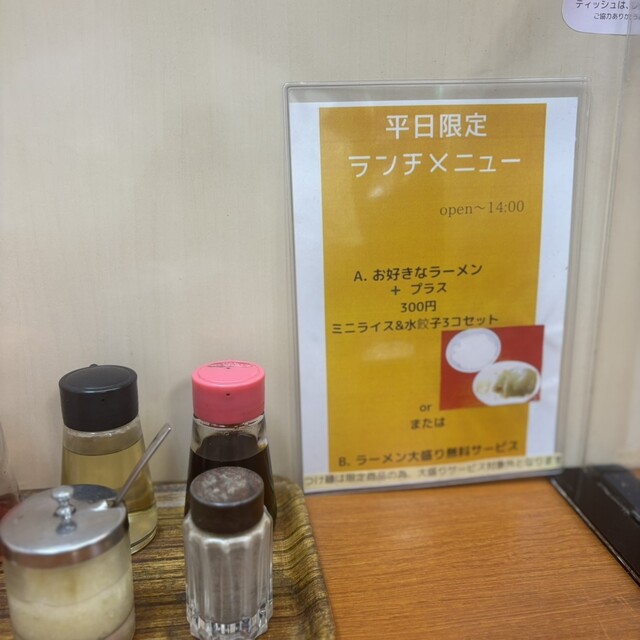 ティッシュは、
ご協力ありが
平日限定
ランチメニュー
open～14:00
A. お好きなラーメン
＋ プラス
300円
ミニライス&水餃子3コセット
or
または
B. ラーメン大盛り無料サービス
つけ麺は限定商品の為、大盛りサービス対象外となります